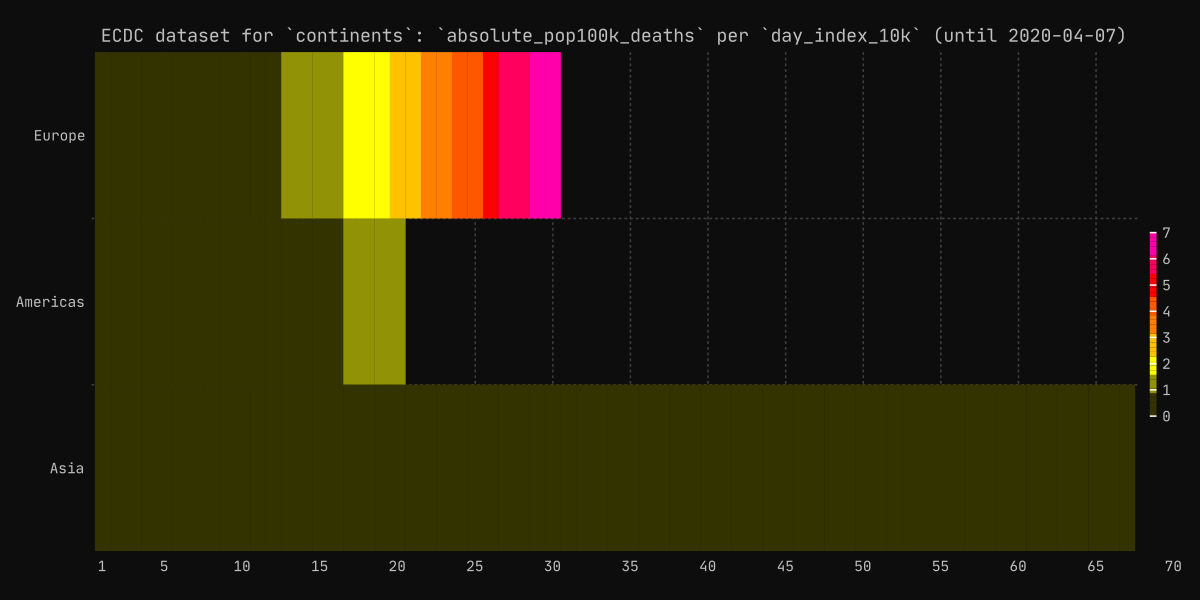 ECDC dataset for `continents`: `absolute_pop100k_deaths` per `day_index_10k` (until 2020-04-07)
Europe
Americas
Asia
7
6
5
4
3
2
1
0
1 5 10 15 20 25 30 35 40 45 50 55 60 65 70